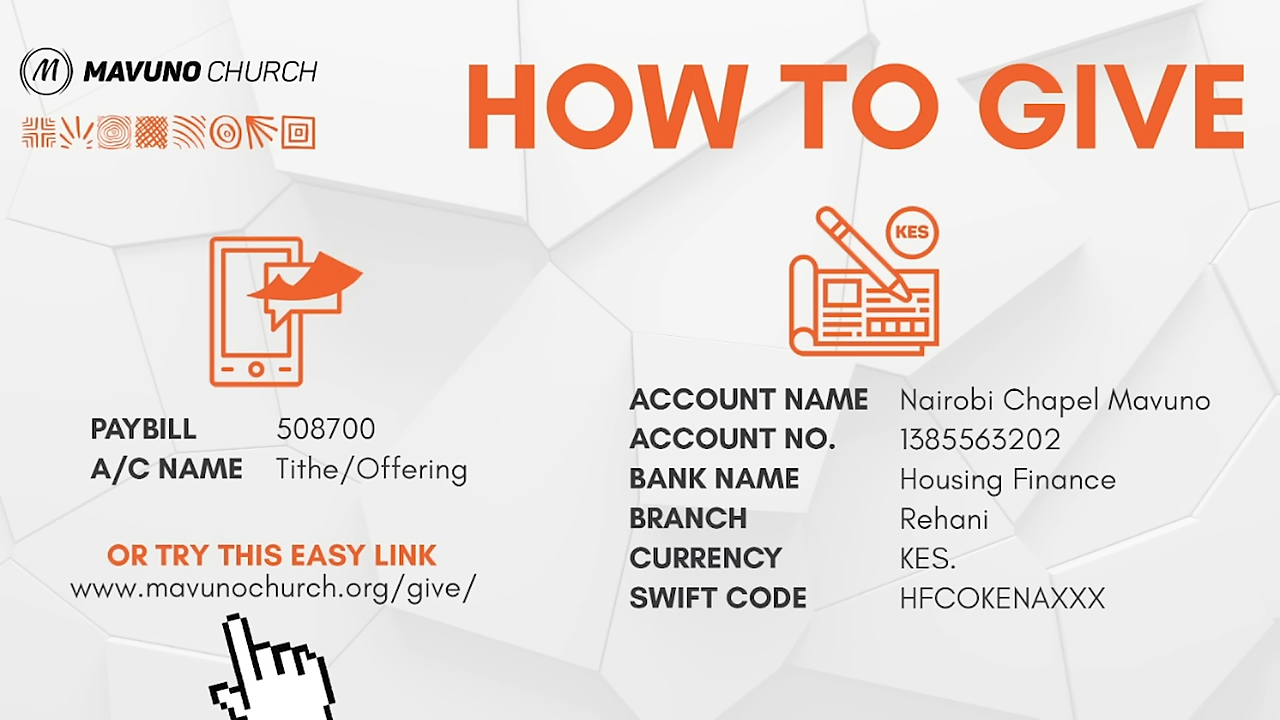 MAVUNO CHURCH
HOW TO GIVE
KES
PAYBILL 508700
A/C NAME Tithe/Offering
OR TRY THIS EASY LINK
www.mavunochurch.org/give/
ACCOUNT NAME Nairobi Chapel Mavuno
ACCOUNT NO. 1385563202
BANK NAME Housing Finance
BRANCH Rehani
CURRENCY KES.
SWIFT CODE HFCOKENAXXX